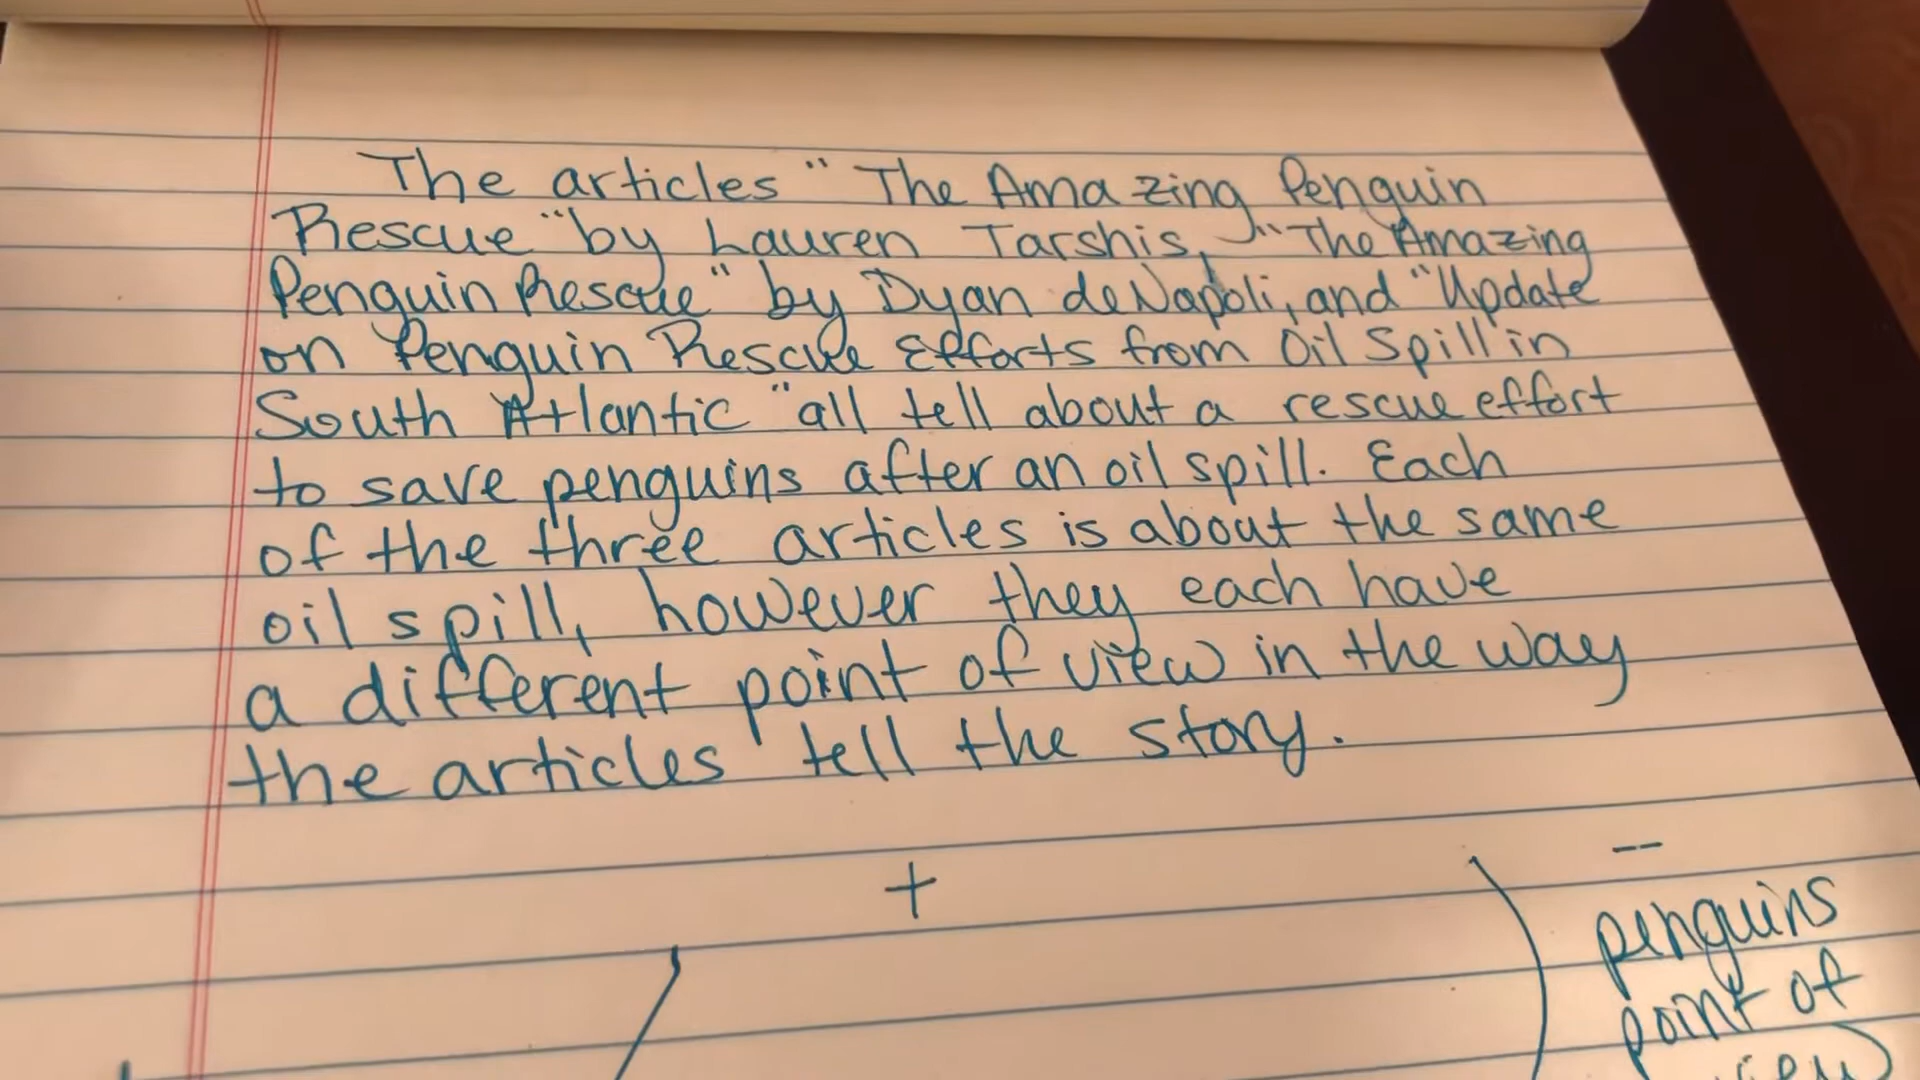 The articles "The Amazing Penguin
Rescue" by Lauren Tarshis, "The Amazing
Penguin Rescue" by Dyan deNapoli, and "Update
on Penguin Rescue Efforts from Oil Spill in
South Atlantic" all tell about a rescue effort
to save penguins after an oil spill. Each
of the three articles is about the same
oil spill, however they each have
a different point of view in the way
the articles tell the story.
+
--
penguins
point of
view